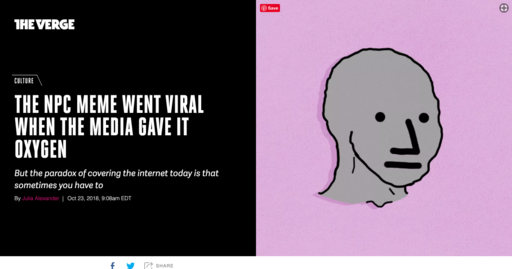 THE VERGE
Save
CULTURE
THE NPC MEME WENT VIRAL
WHEN THE MEDIA GAVE IT
OXYGEN
But the paradox of covering the internet today is that
sometimes you have to
By Julia Alexander | Oct 23, 2018, 9:08am EDT
SHARE